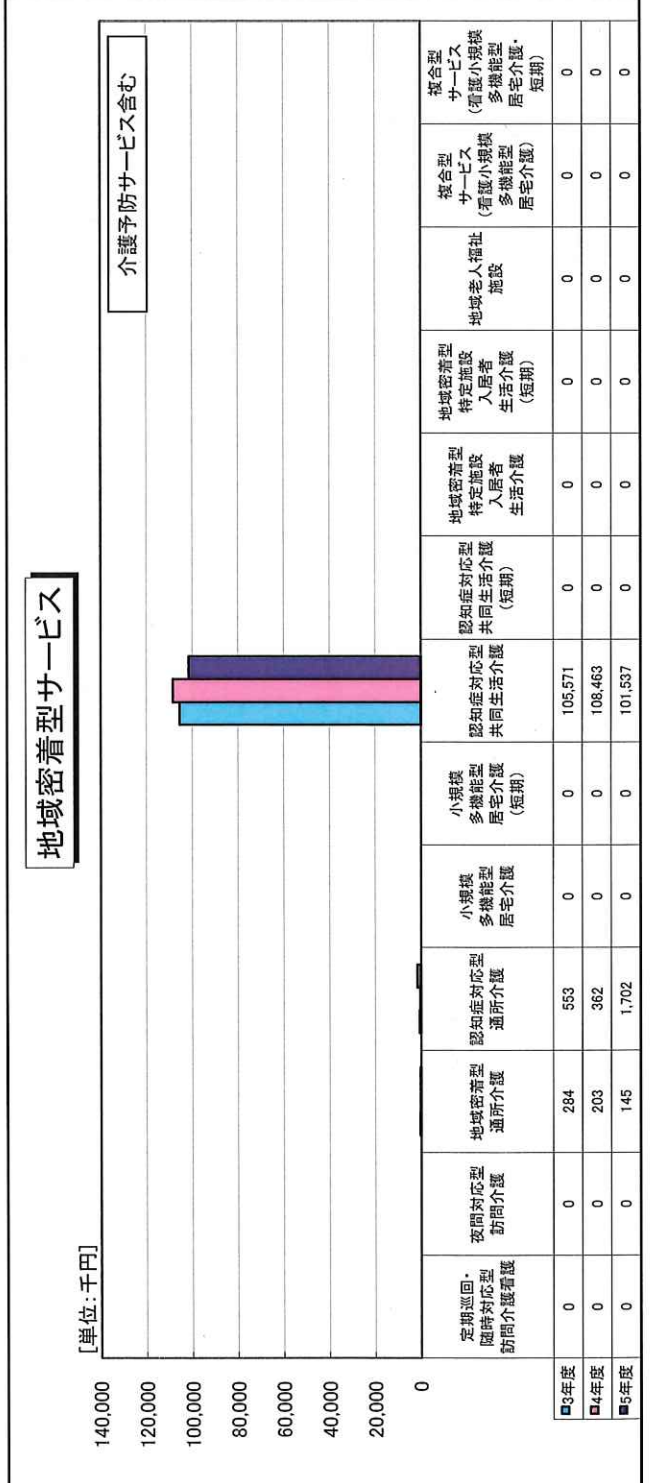 地域密着型サービス
[単位:千円]
介護予防サービス含む
140,000
120,000
100,000
80,000
60,000
40,000
20,000
0
定期巡回・
随時対応型
訪問介護看護
夜間対応型
訪問介護
地域密着型
通所介護
認知症対応型
通所介護
小規模
多機能型
居宅介護
小規模
多機能型
居宅介護
(短期)
認知症対応型
共同生活介護
認知症対応型
共同生活介護
(短期)
地域密着型
特定施設
入居者
生活介護
地域密着型
特定施設
入居者
生活介護
(短期)
地域老人福祉
施設
複合型
サービス
(看護小規模
多機能型
居宅介護)
複合型
サービス
(看護小規模
多機能型
居宅介護・
短期)
3年度 0 0 284 553 0 0 105,571 0 0 0 0 0 0
4年度 0 0 203 362 0 0 108,463 0 0 0 0 0 0
5年度 0 0 145 1,702 0 0 101,537 0 0 0 0 0 0